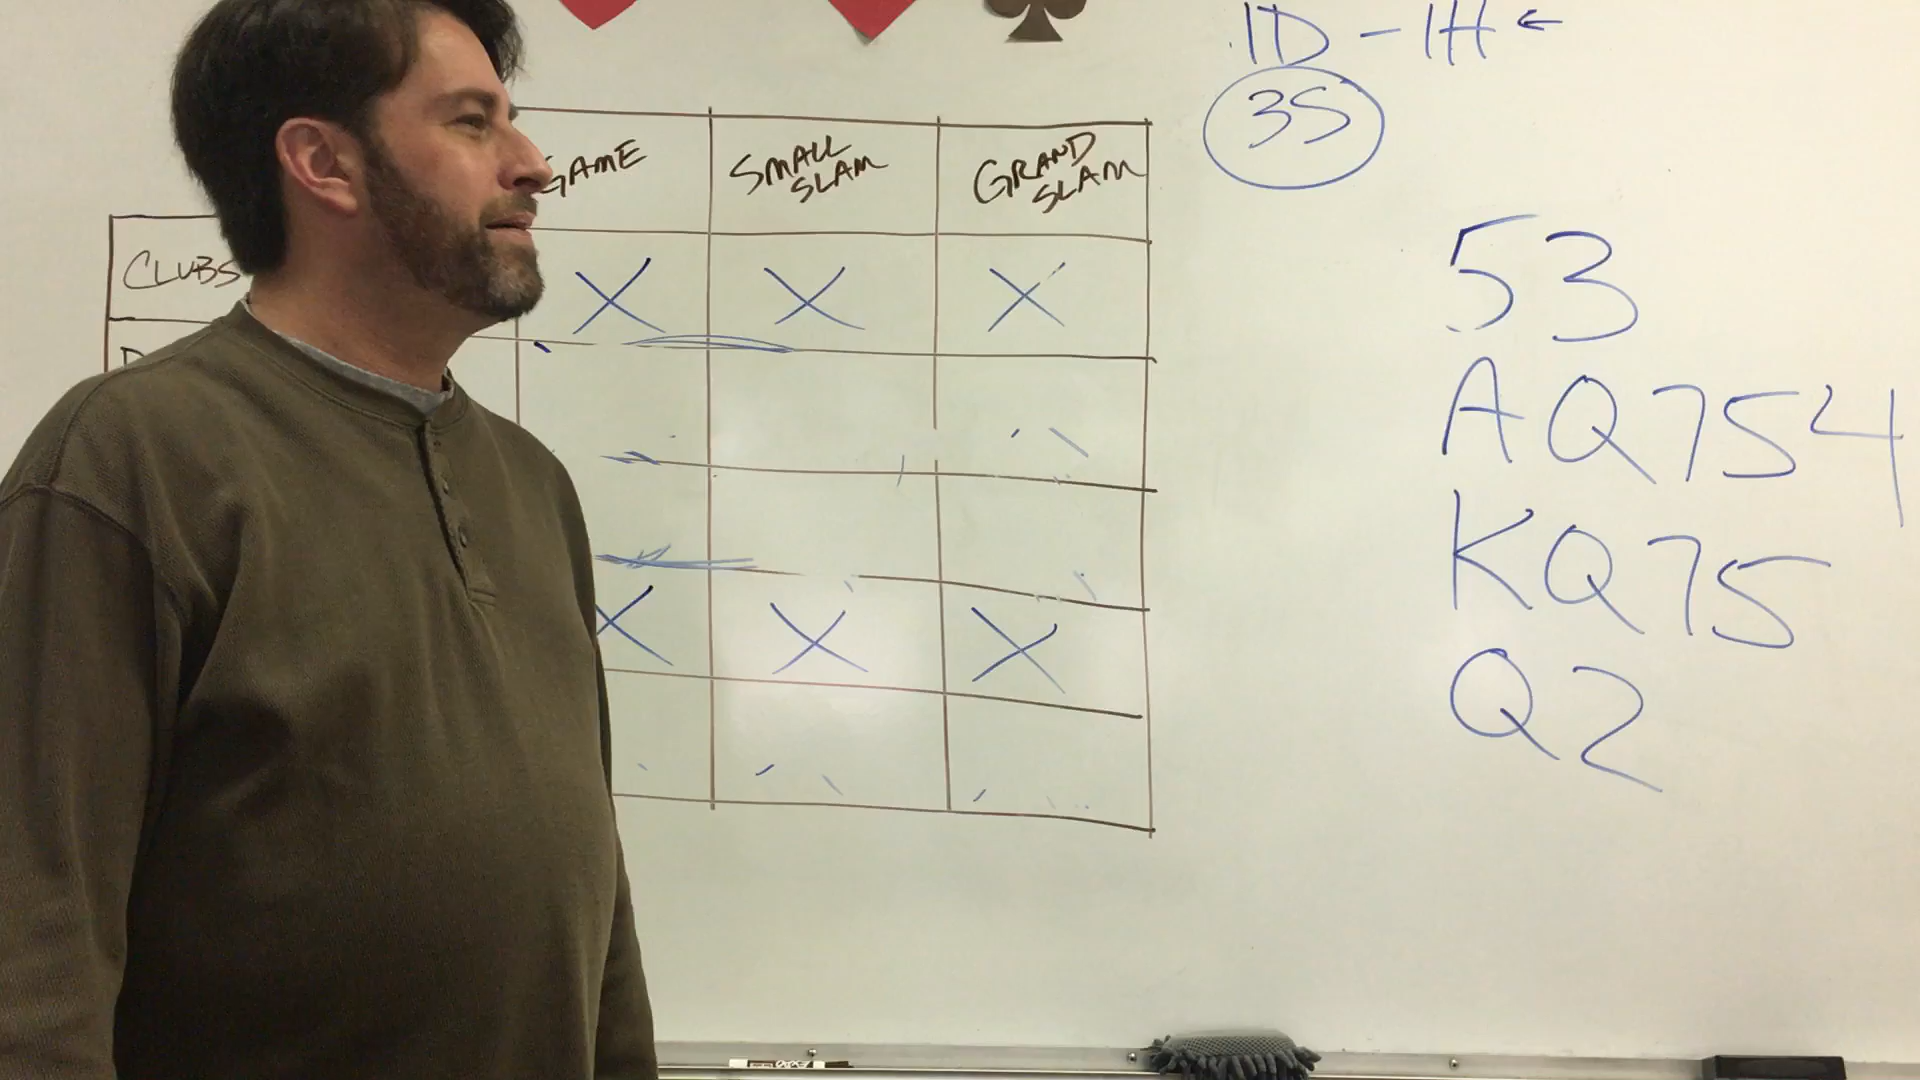 1D - 1H ←
3S
GAME SMALL SLAM GRAND SLAM
CLUBS X X X
D
X X X
53
AQ754
KQ75
Q2